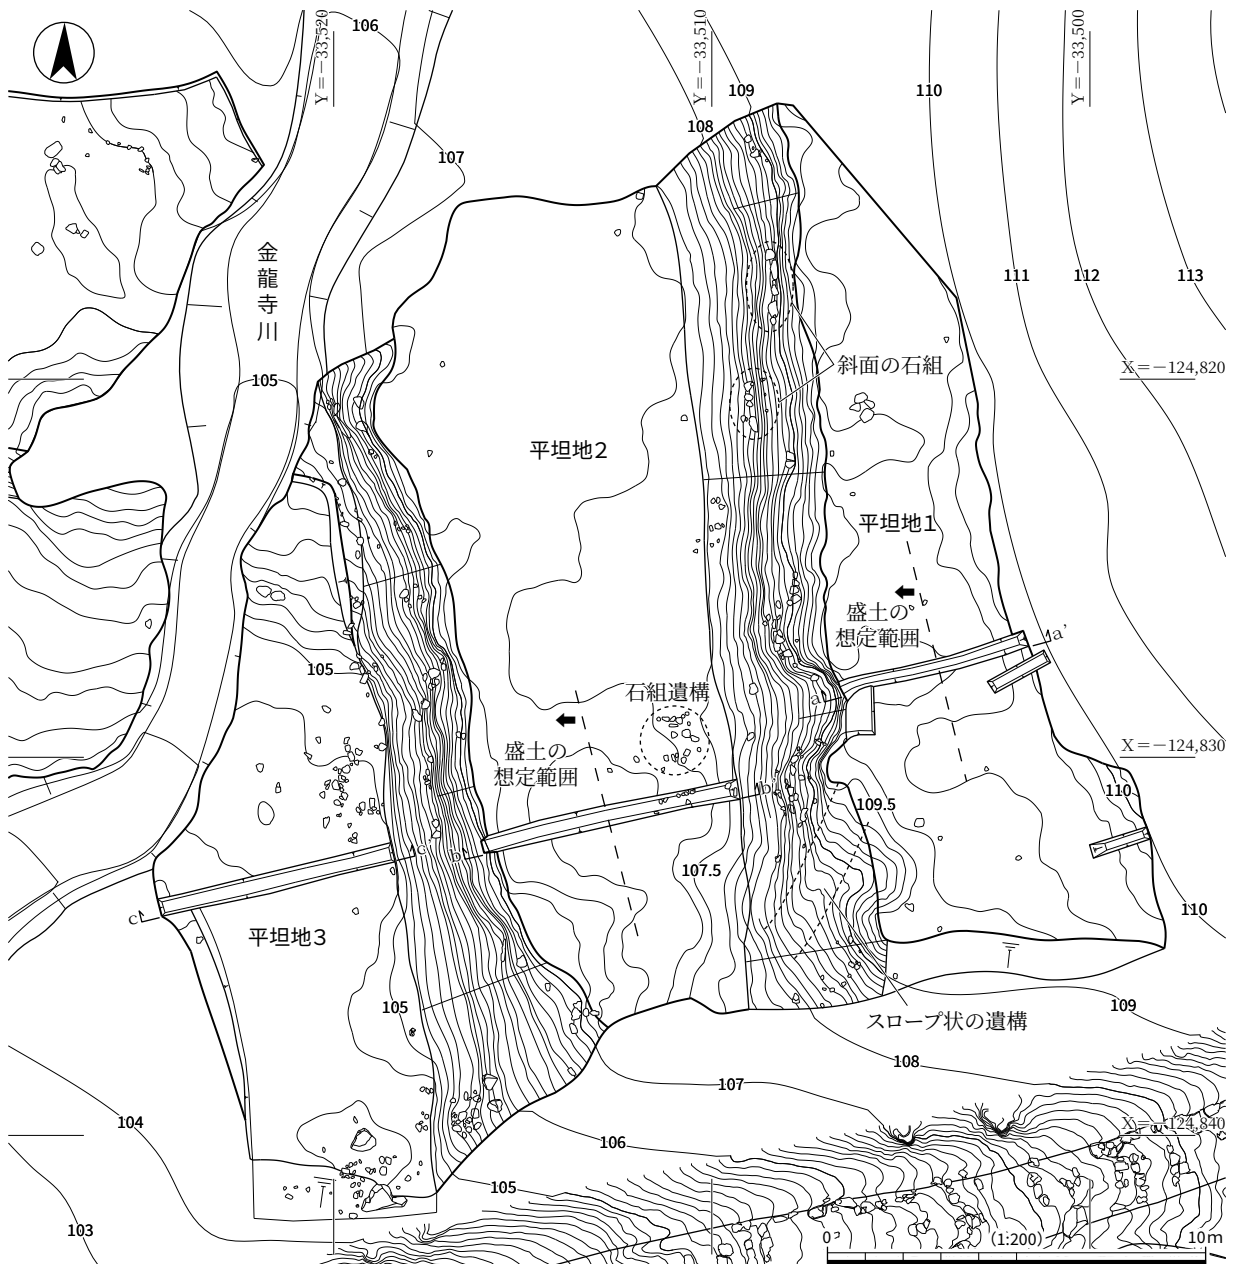 Y＝－33,520
106
Y＝－33,510
109
Y＝－33,500
110
108
107
金龍寺川
111
112
113
X＝－124,820
斜面の石組
105
平坦地2
平坦地1
盛土の
想定範囲
a’
105
石組遺構
a
盛土の
想定範囲
X＝－124,830
b’
109.5
110
c’
b
107.5
c
110
平坦地3
105
スロープ状の遺構
109
108
107
104
X＝－124,840
106
105
103
0
(1:200)
10m